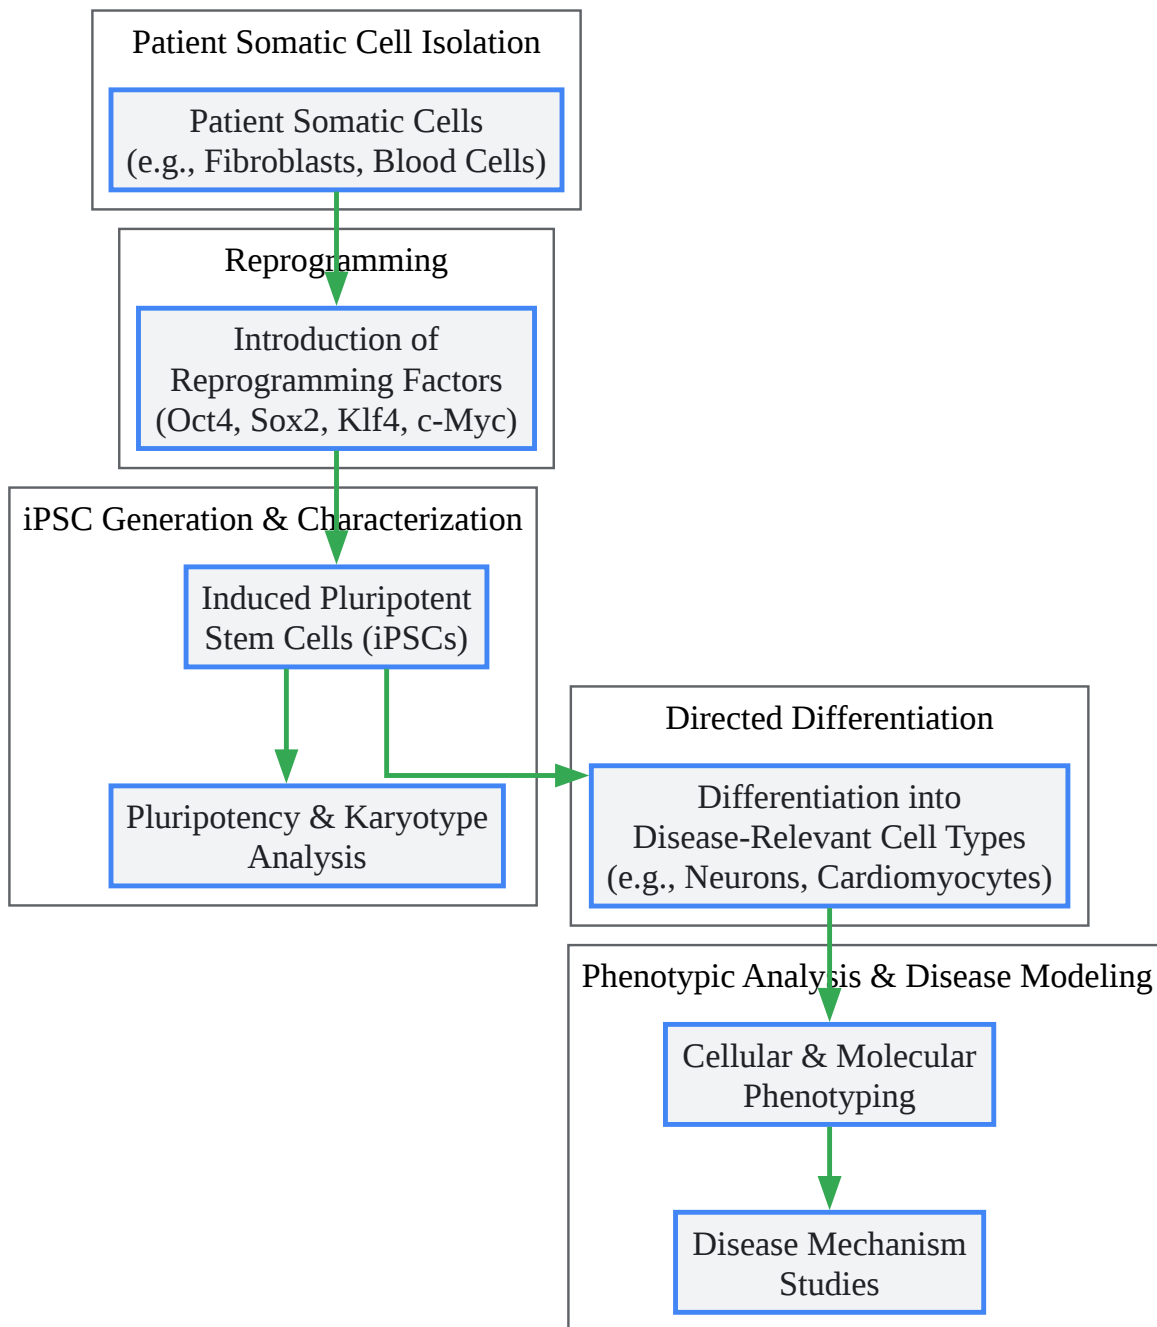 Patient Somatic Cell Isolation
Patient Somatic Cells
(e.g., Fibroblasts, Blood Cells)
Reprogramming
Introduction of
Reprogramming Factors
(Oct4, Sox2, Klf4, c-Myc)
iPSC Generation & Characterization
Induced Pluripotent
Stem Cells (iPSCs)
Pluripotency & Karyotype
Analysis
Directed Differentiation
Differentiation into
Disease-Relevant Cell Types
(e.g., Neurons, Cardiomyocytes)
Phenotypic Analysis & Disease Modeling
Cellular & Molecular
Phenotyping
Disease Mechanism
Studies